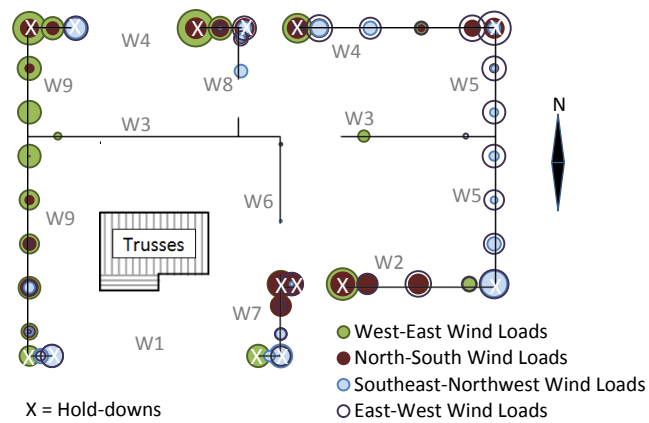 X X X X X X
W4 W4
W9 W8 W5
N
W3 W3
W5
W9 W6
Trusses
W2
X X X X X
W7
W1
X X X X
West-East Wind Loads
North-South Wind Loads
Southeast-Northwest Wind Loads
East-West Wind Loads
X = Hold-downs